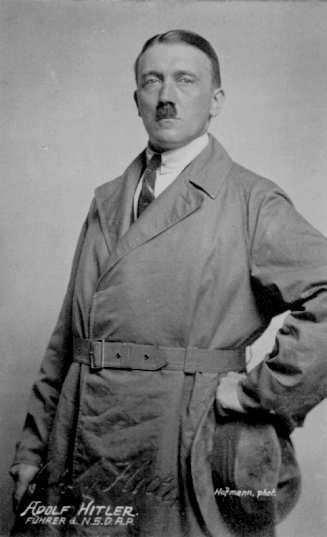 Hoffmann, phot.
ADOLF HITLER.
FÜHRER d. N.S.D.A.P.